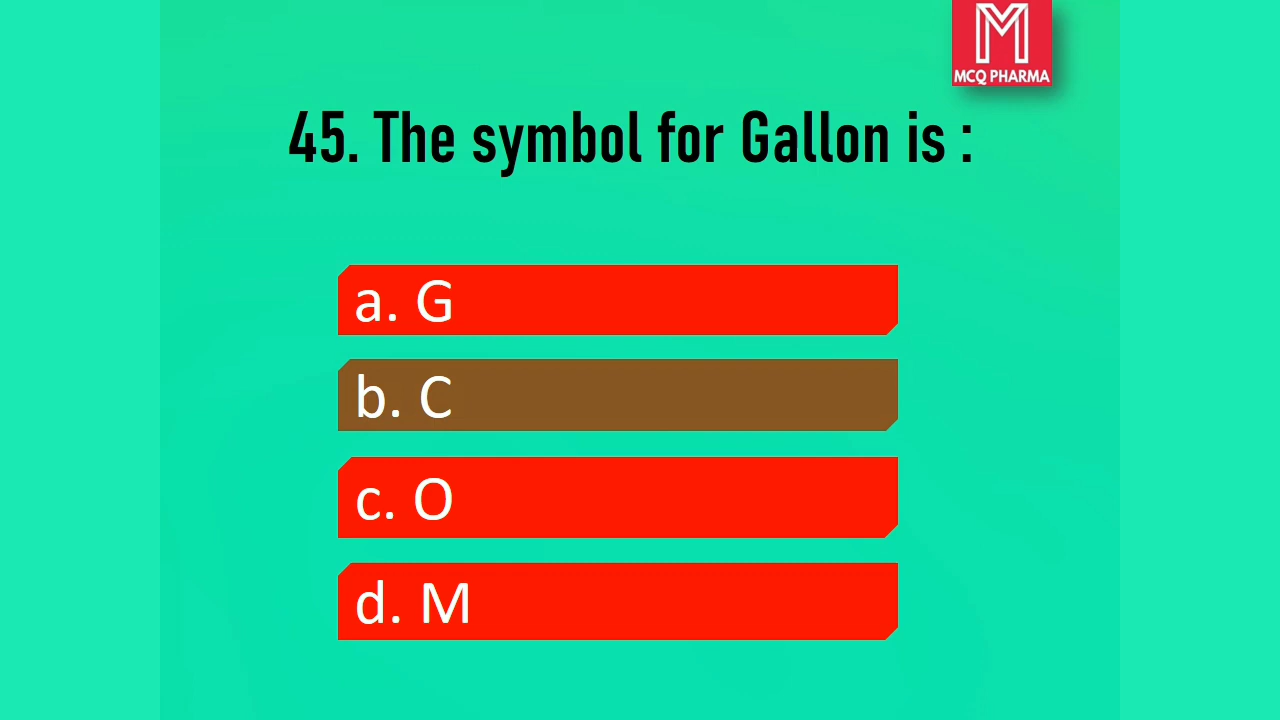 MCQ PHARMA
45. The symbol for Gallon is :
a. G
b. C
c. O
d. M